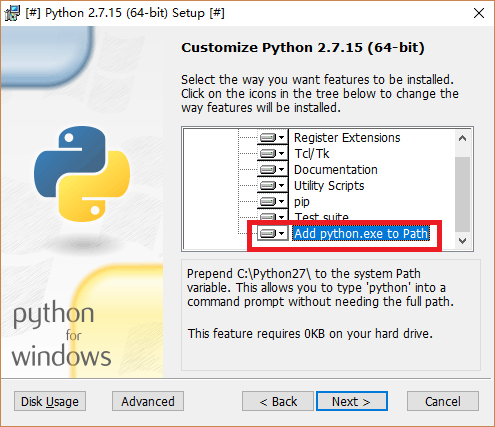 [#] Python 2.7.15 (64-bit) Setup [#]
Customize Python 2.7.15 (64-bit)
Select the way you want features to be installed.
Click on the icons in the tree below to change the
way features will be installed.
Register Extensions
Tcl/Tk
Documentation
Utility Scripts
pip
Test suite
Add python.exe to Path
Prepend C:\Python27\ to the system Path
variable. This allows you to type 'python' into a
command prompt without needing the full path.
This feature requires 0KB on your hard drive.
python
for
windows
Disk Usage
Advanced
< Back
Next >
Cancel